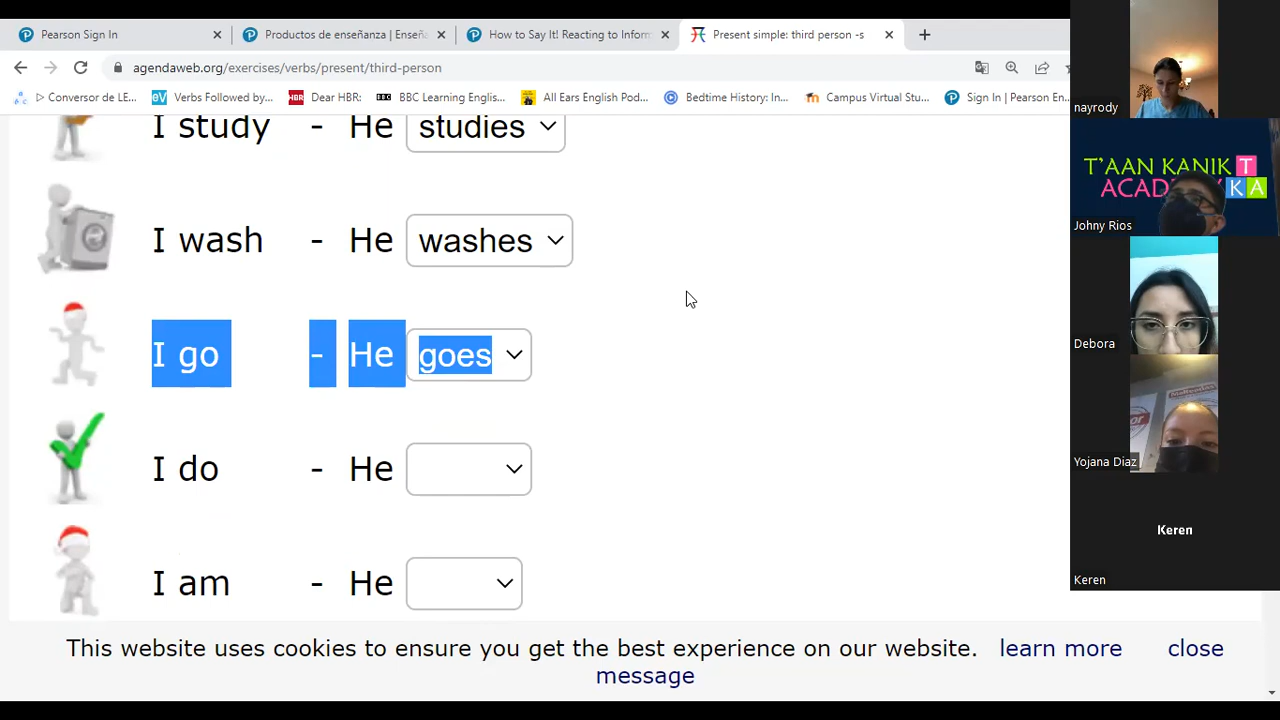 Pearson Sign In
Productos de enseñanza | Enseñ
How to Say It! Reacting to Inform
Present simple: third person -s
agendaweb.org/exercises/verbs/present/third-person
▷ Conversor de LE...
Verbs Followed by...
Dear HBR:
BBC Learning Englis...
All Ears English Pod...
Bedtime History: In...
Campus Virtual Stu...
Sign In | Pearson En...
I study - He studies
I wash - He washes
I go - He goes
I do - He
I am - He
This website uses cookies to ensure you get the best experience on our website. learn more close
message
nayrody
T'AAN KANIK T
ACAD KA
Johny Rios
Debora
Yojana Diaz
Keren
Keren